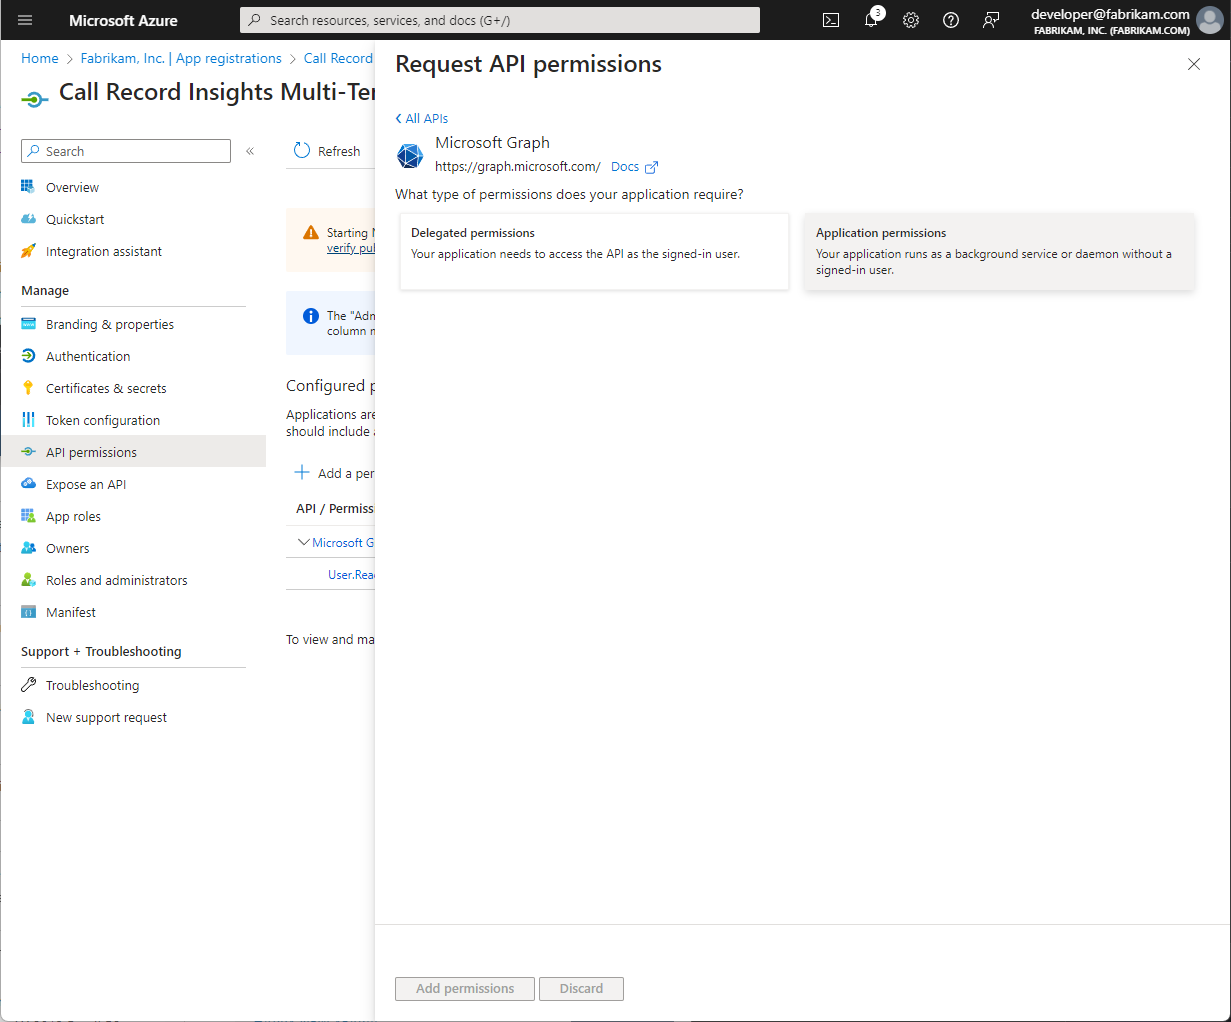 Microsoft Azure
Search resources, services, and docs (G+/)
3
developer@fabrikam.com
FABRIKAM, INC. (FABRIKAM.COM)
Home > Fabrikam, Inc. | App registrations > Call Record
Call Record Insights Multi-Ter
Search
«
Overview
Quickstart
Integration assistant
Manage
Branding & properties
Authentication
Certificates & secrets
Token configuration
API permissions
Expose an API
App roles
Owners
Roles and administrators
Manifest
Support + Troubleshooting
Troubleshooting
New support request
Refresh
Starting
verify pu
The "Adm
column
Configured p
Applications are
should include
Add a per
API / Permiss
Microsoft G
User.Read
To view and ma
Request API permissions
All APIs
Microsoft Graph
https://graph.microsoft.com/ Docs
What type of permissions does your application require?
Delegated permissions
Your application needs to access the API as the signed-in user.
Application permissions
Your application runs as a background service or daemon without a
signed-in user.
Add permissions
Discard